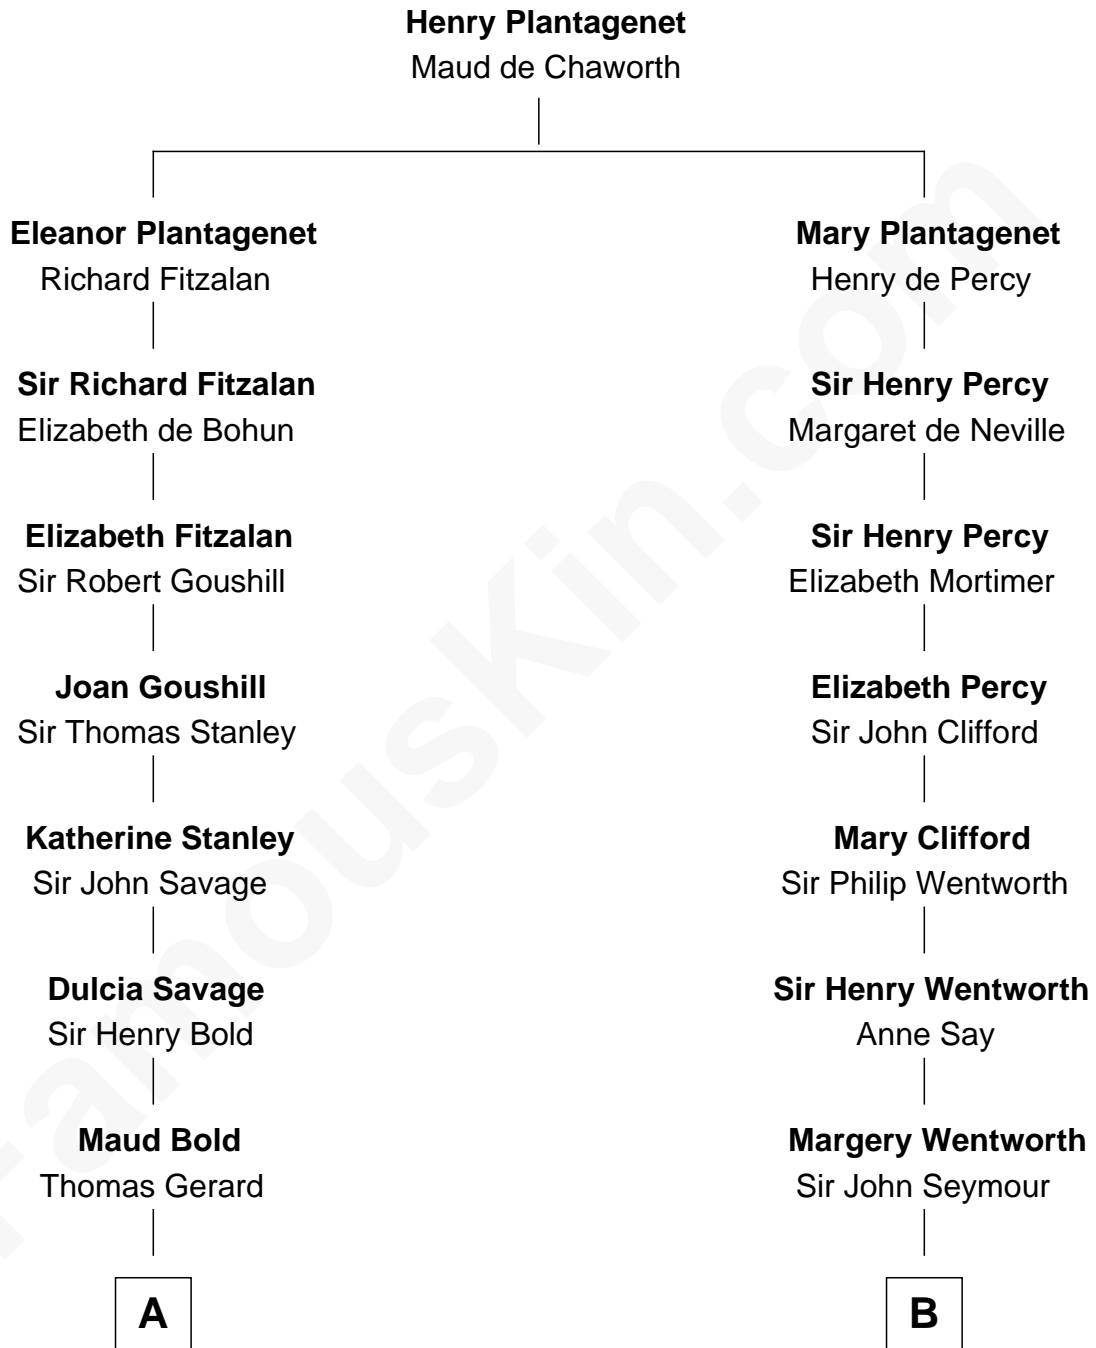 Henry Plantagenet
Maud de Chaworth
Eleanor Plantagenet
Richard Fitzalan
Sir Richard Fitzalan
Elizabeth de Bohun
Elizabeth Fitzalan
Sir Robert Goushill
Joan Goushill
Sir Thomas Stanley
Katherine Stanley
Sir John Savage
Dulcia Savage
Sir Henry Bold
Maud Bold
Thomas Gerard
A
Mary Plantagenet
Henry de Percy
Sir Henry Percy
Margaret de Neville
Sir Henry Percy
Elizabeth Mortimer
Elizabeth Percy
Sir John Clifford
Mary Clifford
Sir Philip Wentworth
Sir Henry Wentworth
Anne Say
Margery Wentworth
Sir John Seymour
B
FamousKin.com